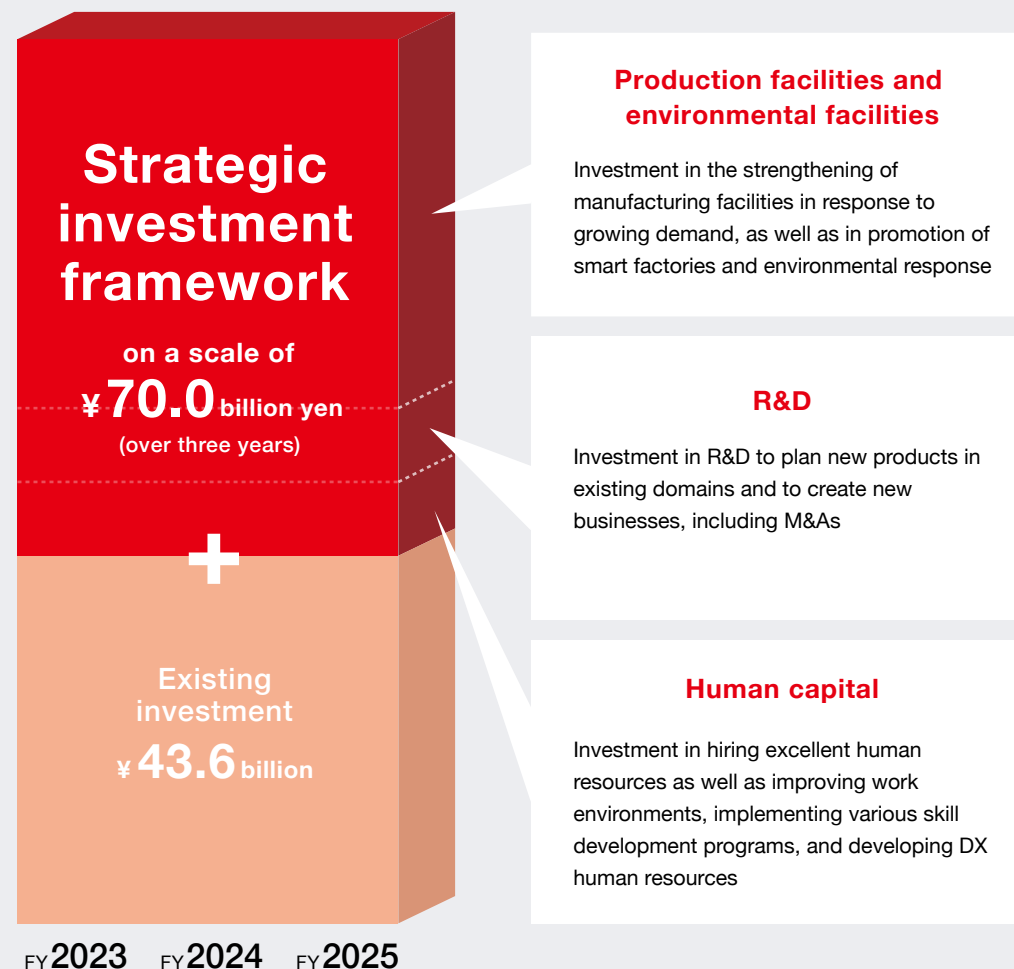 Strategic
investment
framework
on a scale of
¥70.0 billion yen
(over three years)
+
Existing
investment
¥43.6 billion
FY2023 FY2024 FY2025
Production facilities and
environmental facilities
Investment in the strengthening of
manufacturing facilities in response to
growing demand, as well as in promotion of
smart factories and environmental response
R&D
Investment in R&D to plan new products in
existing domains and to create new
businesses, including M&As
Human capital
Investment in hiring excellent human
resources as well as improving work
environments, implementing various skill
development programs, and developing DX
human resources